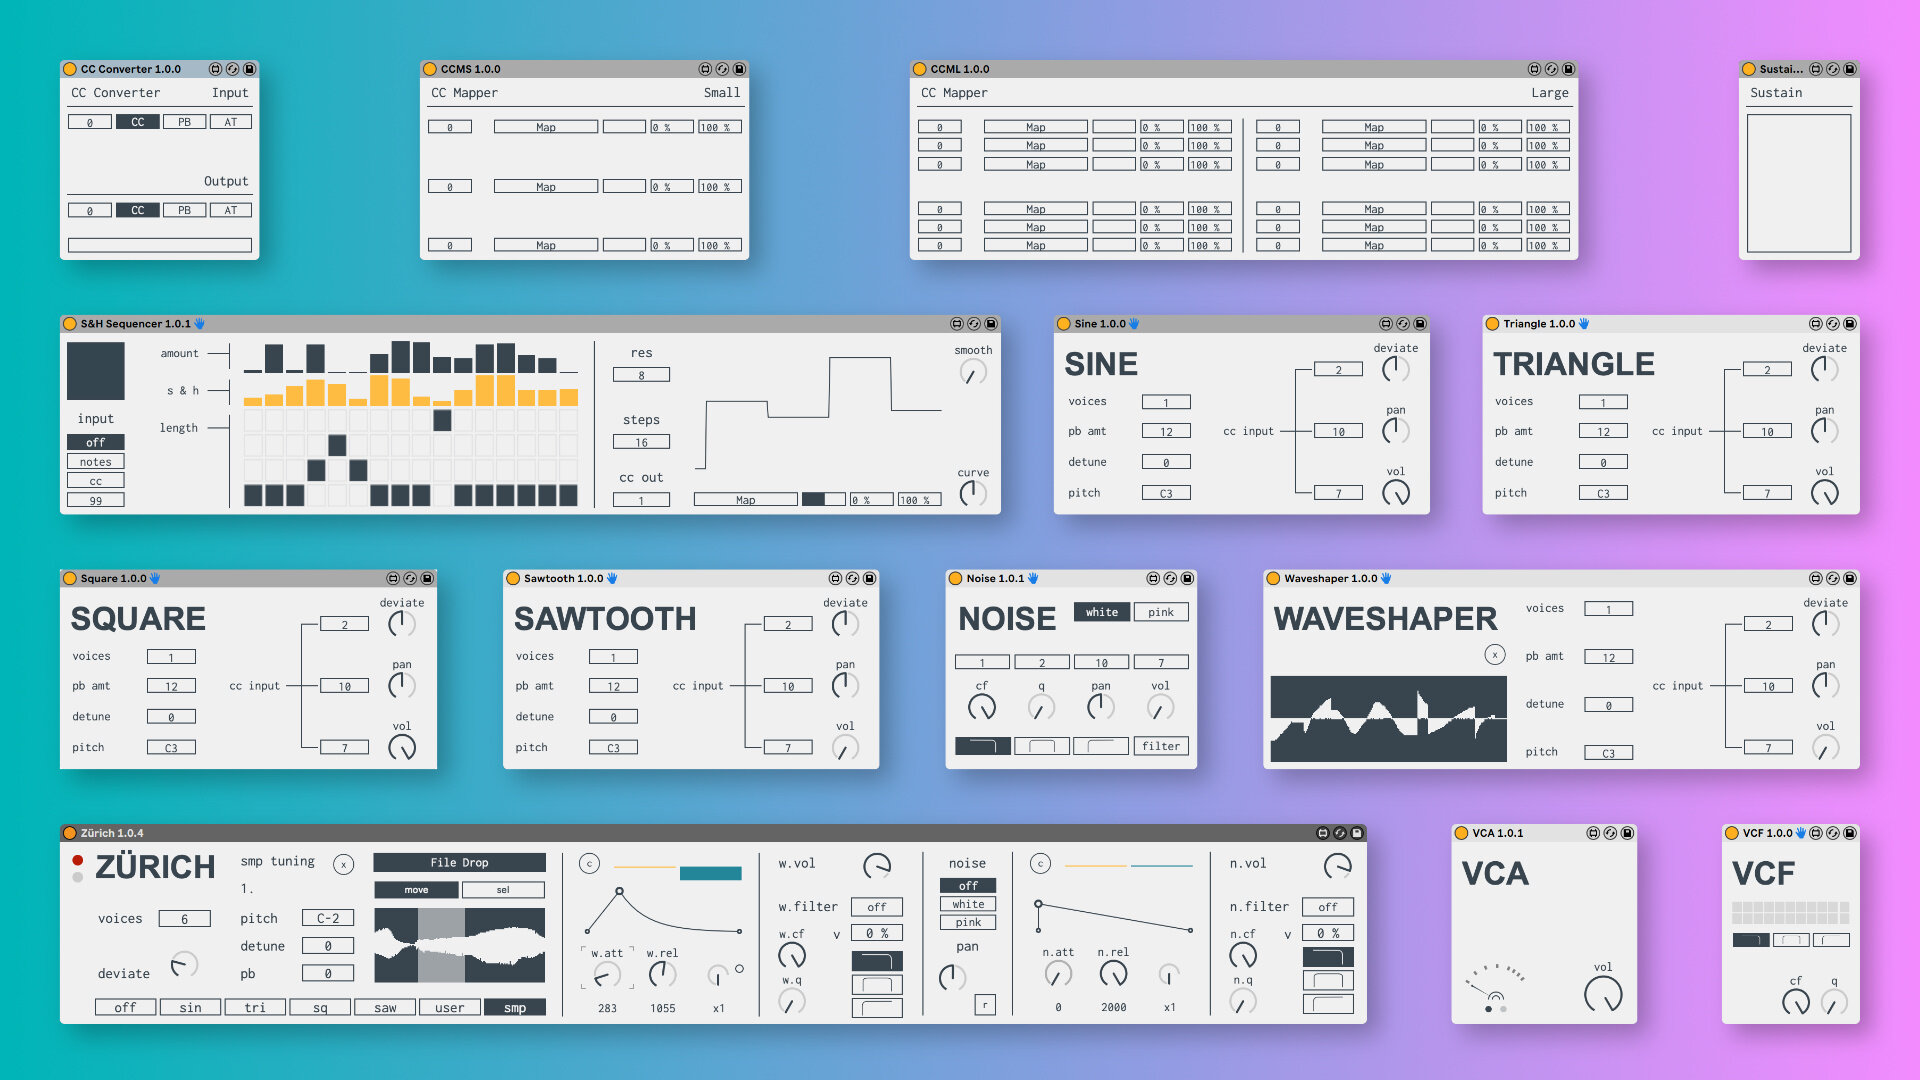 CC Converter 1.0.0
CC Converter Input
0 CC PB AT
Output
0 CC PB AT
CCMS 1.0.0
CC Mapper Small
0 Map 0 % 100 %
0 Map 0 % 100 %
0 Map 0 % 100 %
CCML 1.0.0
CC Mapper Large
0 Map 0 % 100 % 0 Map 0 % 100 %
0 Map 0 % 100 % 0 Map 0 % 100 %
0 Map 0 % 100 % 0 Map 0 % 100 %
0 Map 0 % 100 % 0 Map 0 % 100 %
0 Map 0 % 100 % 0 Map 0 % 100 %
0 Map 0 % 100 % 0 Map 0 % 100 %
Sustai...
Sustain
S&H Sequencer 1.0.1
amount
s & h
length
input
off
notes
cc
99
res
8
steps
16
cc out
1
Map 0 % 100 %
smooth
curve
Sine 1.0.0
SINE
voices 1
pb amt 12
detune 0
pitch C3
cc input
2
10
7
deviate
pan
vol
Triangle 1.0.0
TRIANGLE
voices 1
pb amt 12
detune 0
pitch C3
cc input
2
10
7
deviate
pan
vol
Square 1.0.0
SQUARE
voices 1
pb amt 12
detune 0
pitch C3
cc input
2
10
7
deviate
pan
vol
Sawtooth 1.0.0
SAWTOOTH
voices 1
pb amt 12
detune 0
pitch C3
cc input
2
10
7
deviate
pan
vol
Noise 1.0.1
NOISE white pink
1 2 10 7
cf q pan vol
filter
Waveshaper 1.0.0
WAVESHAPER
x
voices 1
pb amt 12
detune 0
pitch C3
cc input
2
10
7
deviate
pan
vol
Zürich 1.0.4
ZÜRICH
voices 6
deviate
smp tuning x
1.
pitch C-2
detune 0
pb 0
File Drop
move sel
off sin tri sq saw user smp
c
w.att w.rel
283 1055 x1
w.vol
w.filter off
w.cf v 0 %
w.q
noise
off
white
pink
pan
r
c
n.att n.rel
0 2000 x1
n.vol
n.filter off
n.cf v 0 %
n.q
VCA 1.0.1
VCA
vol
VCF 1.0.0
VCF
cf q